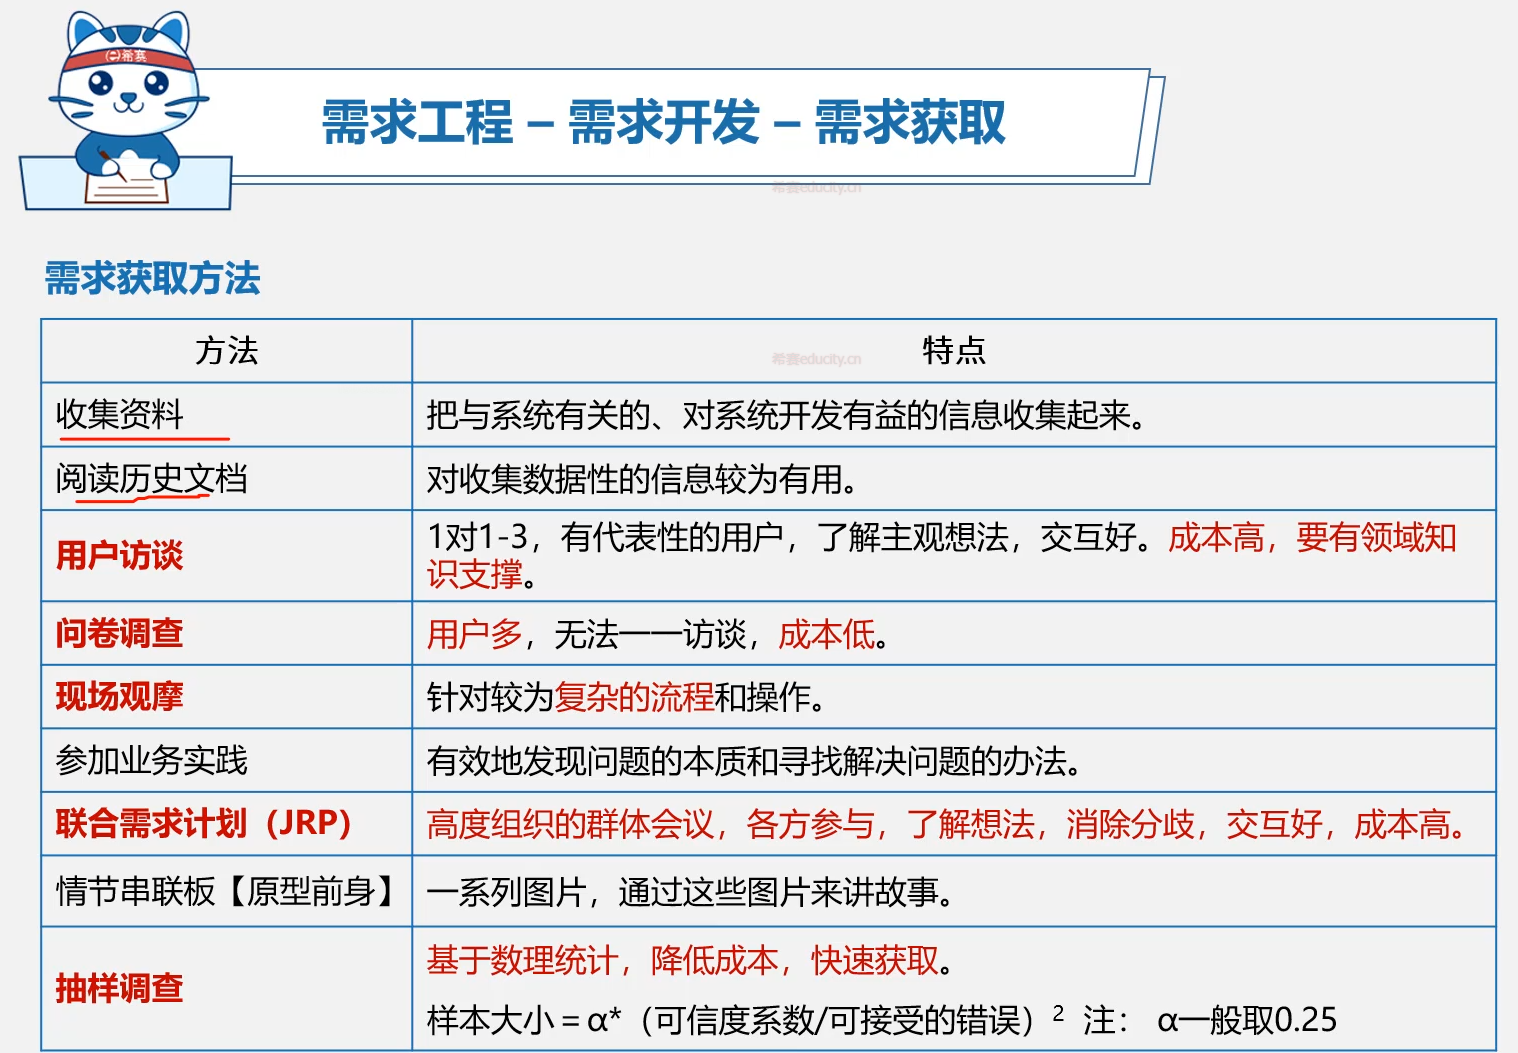 希赛
需求工程 – 需求开发 – 需求获取
希赛educity.cn
需求获取方法
方法
特点
希赛educity.cn
收集资料
把与系统有关的、对系统开发有益的信息收集起来。
阅读历史文档
对收集数据性的信息较为有用。
用户访谈
1对1-3，有代表性的用户，了解主观想法，交互好。成本高，要有领域知
识支撑。
问卷调查
用户多，无法一一访谈，成本低。
现场观摩
针对较为复杂的流程和操作。
参加业务实践
有效地发现问题的本质和寻找解决问题的办法。
联合需求计划（JRP）
高度组织的群体会议，各方参与，了解想法，消除分歧，交互好，成本高。
情节串联板【原型前身】
一系列图片，通过这些图片来讲故事。
抽样调查
基于数理统计，降低成本，快速获取。
样本大小＝α*（可信度系数/可接受的错误）² 注： α一般取0.25